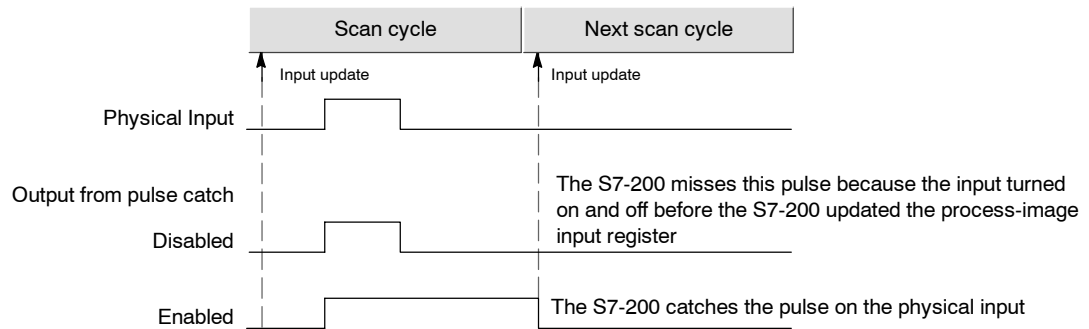 Scan cycle
Next scan cycle
Input update
Input update
Physical Input
Output from pulse catch
The S7-200 misses this pulse because the input turned
on and off before the S7-200 updated the process-image
input register
Disabled
Enabled
The S7-200 catches the pulse on the physical input